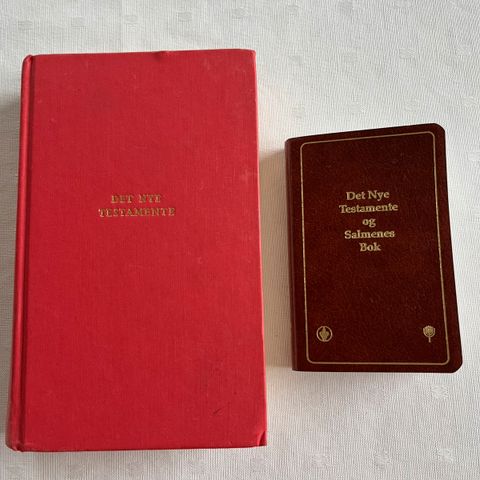 DET NYE
TESTAMENTE
Det Nye
Testamente
og
Salmenes
Bok